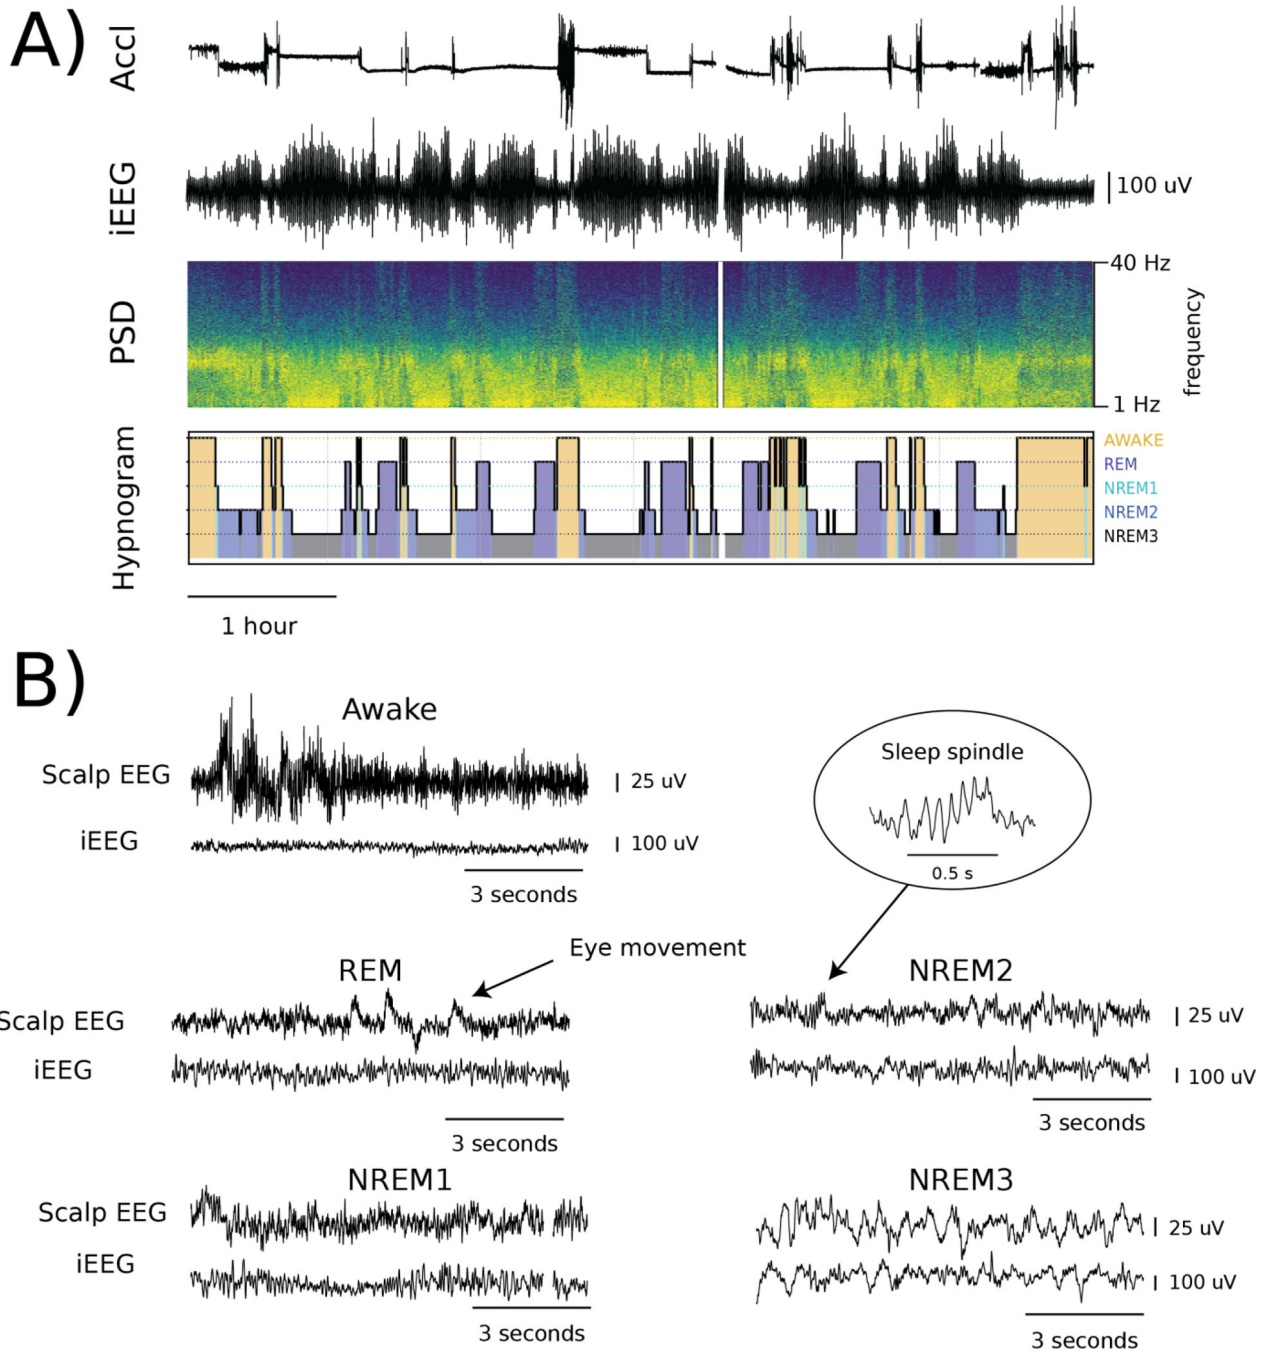 A)
Accl
iEEG
100 uV
PSD
40 Hz
frequency
1 Hz
Hypnogram
AWAKE
REM
NREM1
NREM2
NREM3
1 hour
B)
Awake
Scalp EEG
25 uV
iEEG
100 uV
3 seconds
Sleep spindle
0.5 s
Eye movement
REM
Scalp EEG
iEEG
3 seconds
NREM2
25 uV
100 uV
3 seconds
NREM1
Scalp EEG
iEEG
3 seconds
NREM3
25 uV
100 uV
3 seconds